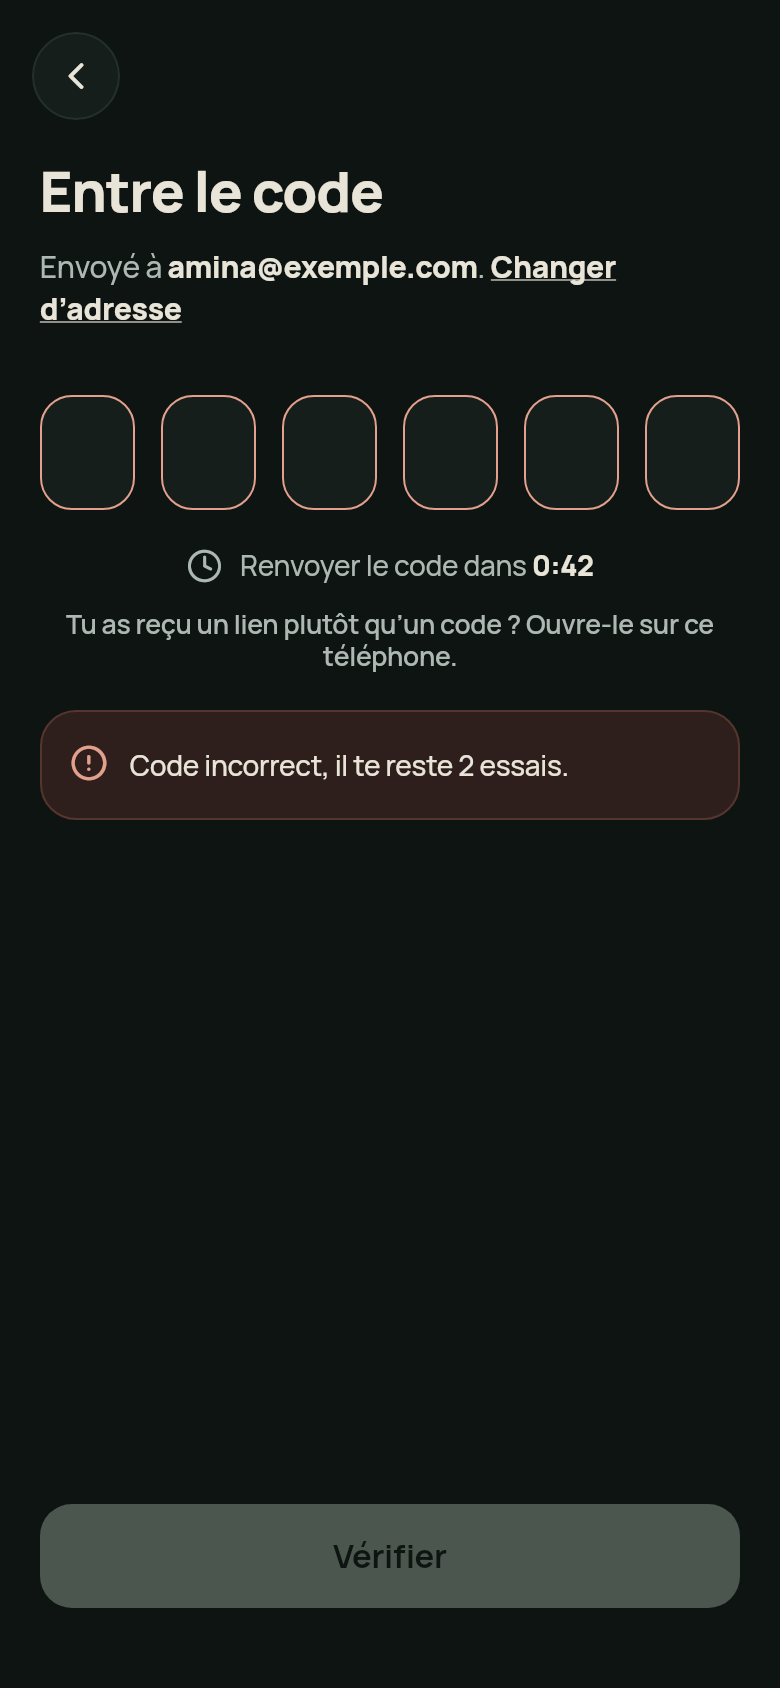 Entre le code
Envoyé à amina@exemple.com. Changer
d’adresse
Renvoyer le code dans 0:42
Tu as reçu un lien plutôt qu’un code ? Ouvre-le sur ce
téléphone.
Code incorrect, il te reste 2 essais.
Vérifier